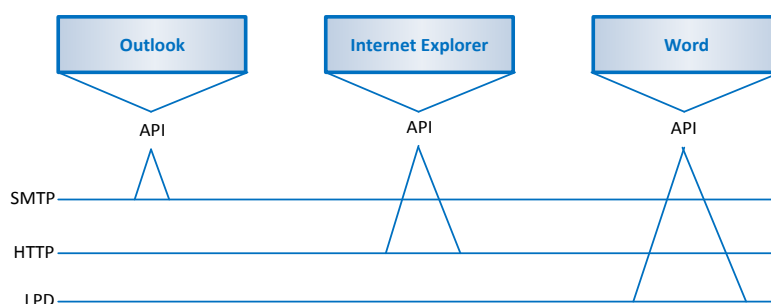 Outlook
Internet Explorer
Word
API
API
API
SMTP
HTTP
LPD